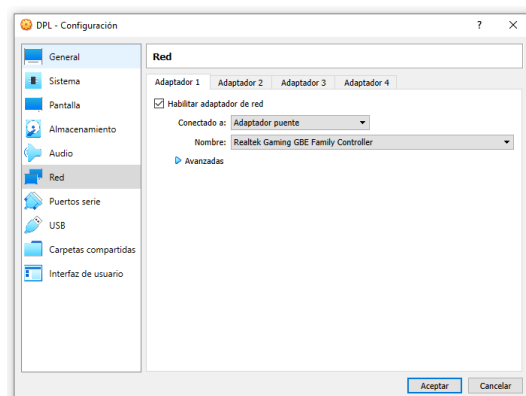 DPL - Configuración
General
Sistema
Pantalla
Almacenamiento
Audio
Red
Puertos serie
USB
Carpetas compartidas
Interfaz de usuario
Red
Adaptador 1 Adaptador 2 Adaptador 3 Adaptador 4
Habilitar adaptador de red
Conectado a: Adaptador puente
Nombre: Realtek Gaming GBE Family Controller
Avanzadas
Aceptar Cancelar